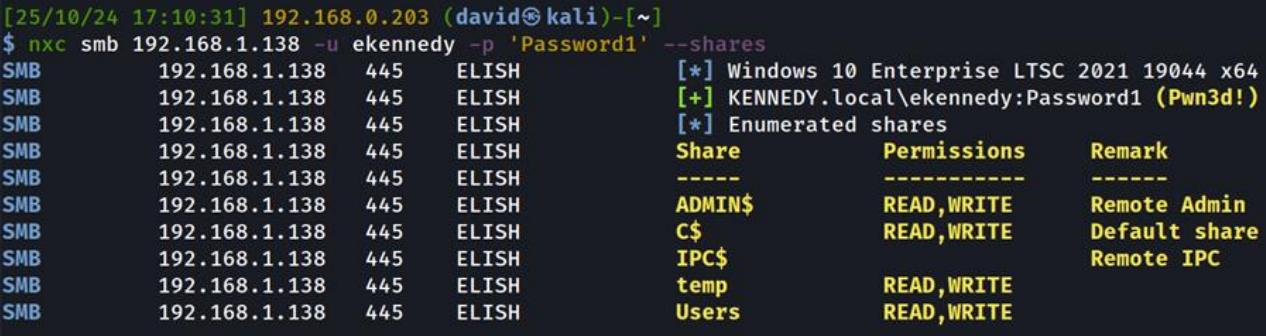 [25/10/24 17:10:31] 192.168.0.203 (david㉿kali)-[~]
$ nxc smb 192.168.1.138 -u ekennedy -p 'Password1' --shares
SMB 192.168.1.138 445 ELISH [*] Windows 10 Enterprise LTSC 2021 19044 x64
SMB 192.168.1.138 445 ELISH [+] KENNEDY.local\ekennedy:Password1 (Pwn3d!)
SMB 192.168.1.138 445 ELISH [*] Enumerated shares
SMB 192.168.1.138 445 ELISH Share Permissions Remark
SMB 192.168.1.138 445 ELISH ----- ----------- ------
SMB 192.168.1.138 445 ELISH ADMIN$ READ,WRITE Remote Admin
SMB 192.168.1.138 445 ELISH C$ READ,WRITE Default share
SMB 192.168.1.138 445 ELISH IPC$ Remote IPC
SMB 192.168.1.138 445 ELISH temp READ,WRITE
SMB 192.168.1.138 445 ELISH Users READ,WRITE